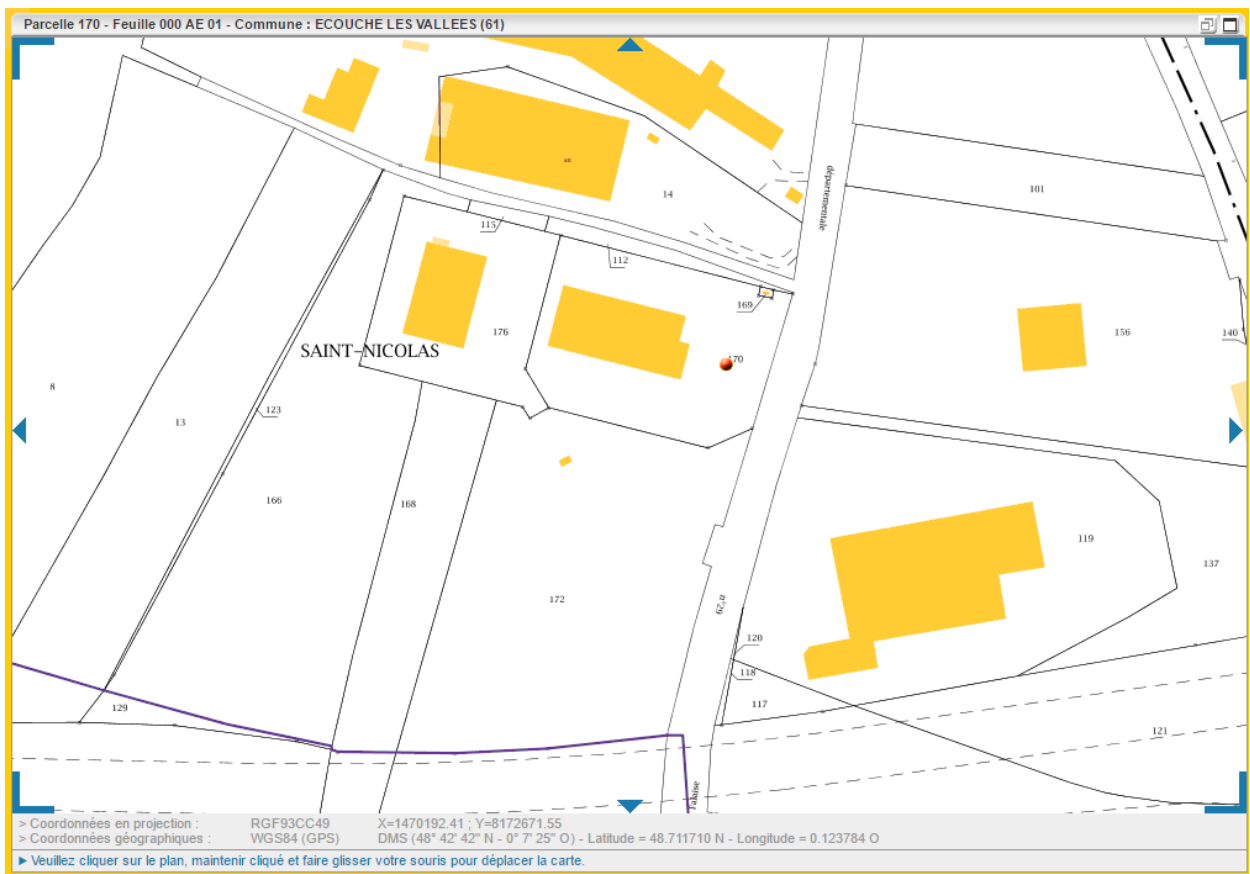 Parcelle 170 - Feuille 000 AE 01 - Commune : ECOUCHE LES VALLEES (61)
départementale
101
14
115
112
169
176
170
156
140
SAINT-NICOLAS
8
123
13
166
168
119
137
172
n°29
120
118
117
129
121
Falaise
> Coordonnées en projection : RGF93CC49 X=1470192.41 ; Y=8172671.55
> Coordonnées géographiques : WGS84 (GPS) DMS (48° 42' 42" N - 0° 7' 25" O) - Latitude = 48.711710 N - Longitude = 0.123784 O
Veuillez cliquer sur le plan, maintenir cliqué et faire glisser votre souris pour déplacer la carte.